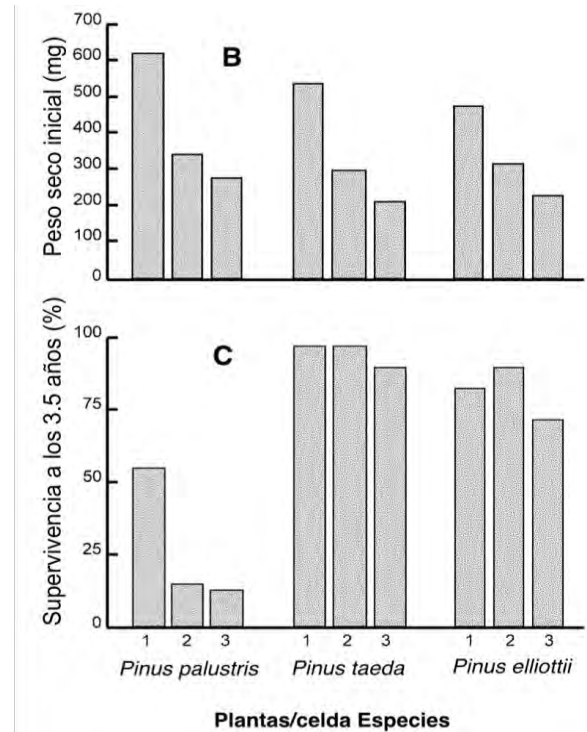 Peso seco inicial (mg)
700
600
500
400
300
200
100
0
B
Supervivencia a los 3.5 años (%)
100
75
50
25
0
C
1 2 3 1 2 3 1 2 3
Pinus palustris Pinus taeda Pinus elliottii
Plantas/celda Especies